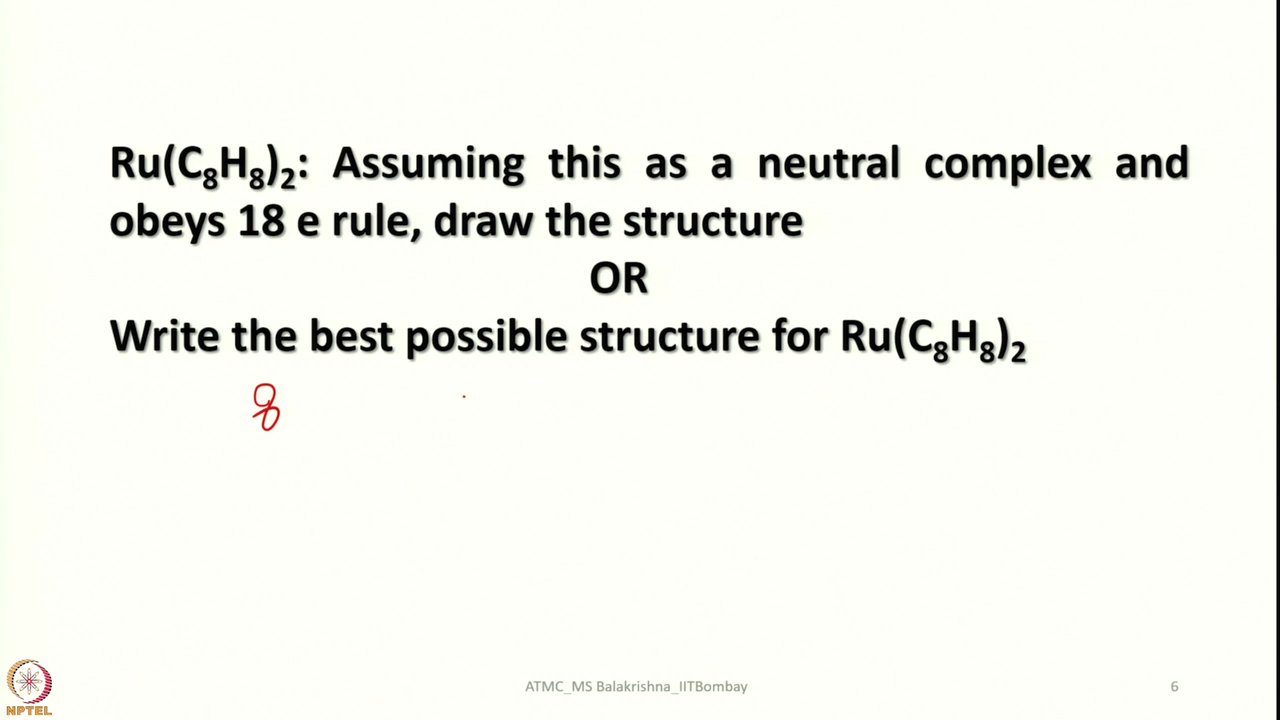 Ru(C₈H₈)₂: Assuming this as a neutral complex and
obeys 18 e rule, draw the structure
OR
Write the best possible structure for Ru(C₈H₈)₂
8
NPTEL
ATMC_MS Balakrishna_IITBombay
6